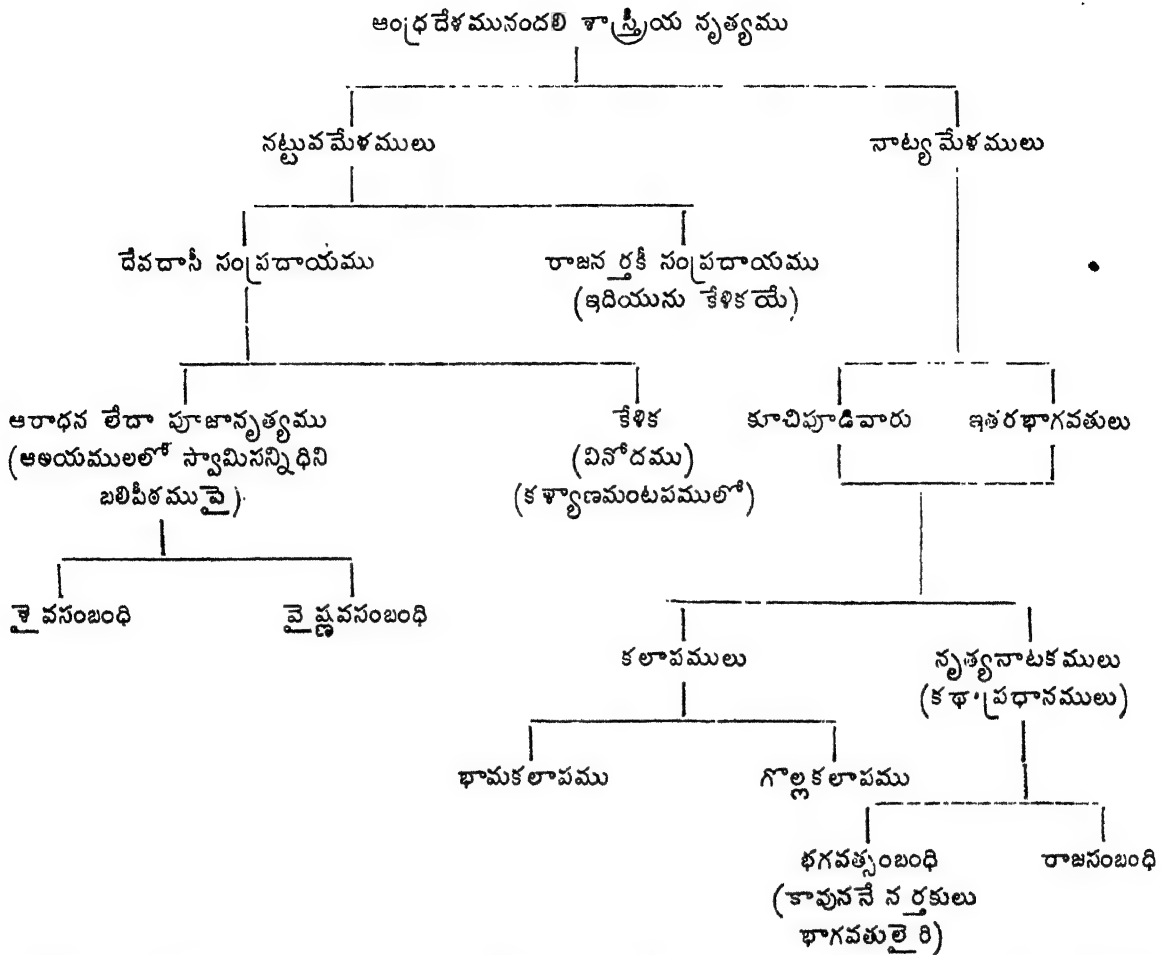 ఆంధ్రదేశమునందలి శాస్త్రీయ నృత్యము
నట్టువమేళములు
నాట్యమేళములు
దేవదాసీ సంప్రదాయము
రాజనర్తకీ సంప్రదాయము
(ఇదియును కేళికయే)
ఆరాధన లేదా పూజానృత్యము
(ఆలయములలో స్వామిసన్నిధిని
బలిపీఠముపై)
కేళిక
(వినోదము)
(కళ్యాణమంటపములో)
కూచిపూడివారు
ఇతరభాగవతులు
శైవసంబంధి
వైష్ణవసంబంధి
కలాపములు
నృత్యనాటకములు
(కథాప్రధానములు)
భామకలాపము
గొల్లకలాపము
భగవత్సంబంధి
(కావుననే నర్తకులు
భాగవతులైరి)
రాజసంబంధి